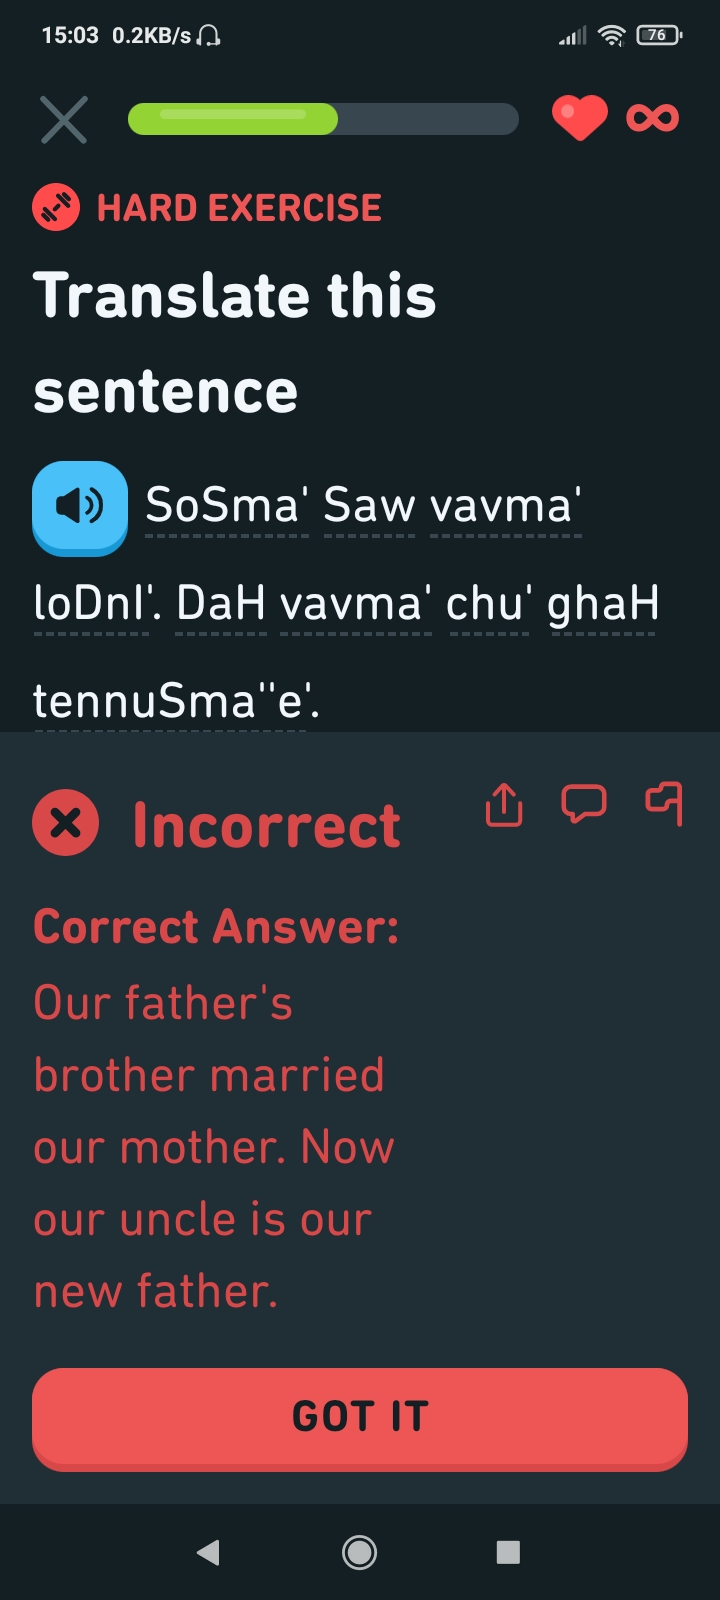 15:03 0.2KB/s 76
HARD EXERCISE
Translate this
sentence
SoSma' Saw vavma'
loDnI'. DaH vavma' chu' ghaH
tennuSma''e'.
Incorrect
Correct Answer:
Our father's
brother married
our mother. Now
our uncle is our
new father.
GOT IT